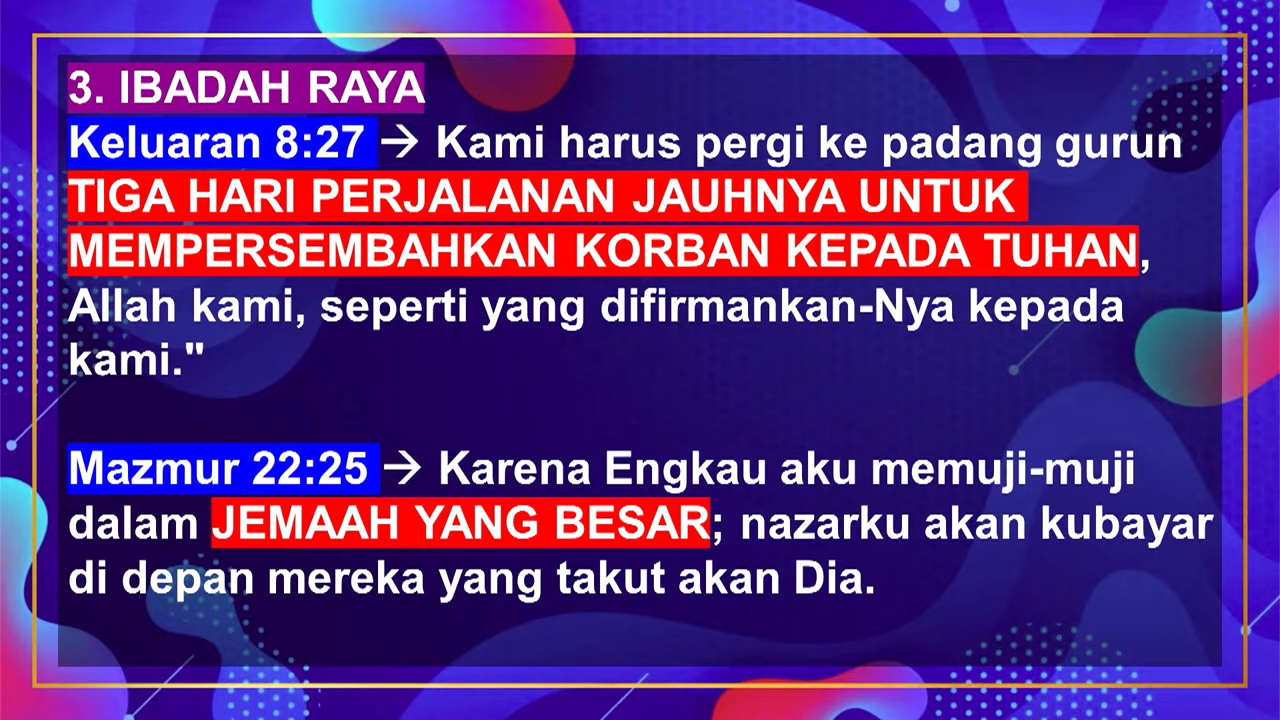 3. IBADAH RAYA
Keluaran 8:27 → Kami harus pergi ke padang gurun
TIGA HARI PERJALANAN JAUHNYA UNTUK
MEMPERSEMBAHKAN KORBAN KEPADA TUHAN,
Allah kami, seperti yang difirmankan-Nya kepada
kami."
Mazmur 22:25 → Karena Engkau aku memuji-muji
dalam JEMAAH YANG BESAR; nazarku akan kubayar
di depan mereka yang takut akan Dia.